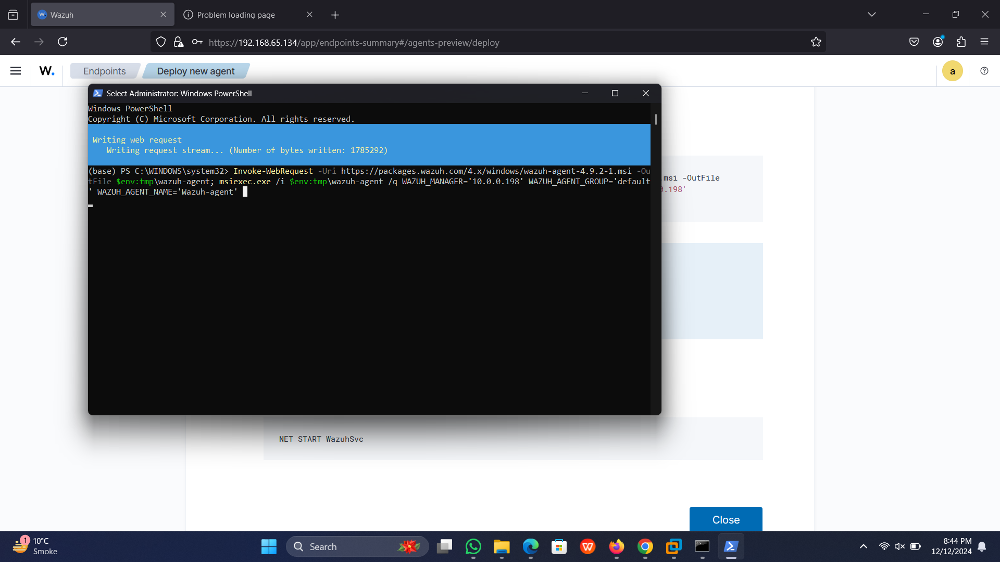 Wazuh
Problem loading page
https://192.168.65.134/app/endpoints-summary#/agents-preview/deploy
W.
Endpoints
Deploy new agent
a
Select Administrator: Windows PowerShell
Windows PowerShell
Copyright (C) Microsoft Corporation. All rights reserved.
Writing web request
Writing request stream... (Number of bytes written: 1785292)
(base) PS C:\WINDOWS\system32> Invoke-WebRequest -Uri https://packages.wazuh.com/4.x/windows/wazuh-agent-4.9.2-1.msi -Ou
tFile $env:tmp\wazuh-agent; msiexec.exe /i $env:tmp\wazuh-agent /q WAZUH_MANAGER='10.0.0.198' WAZUH_AGENT_GROUP='default
' WAZUH_AGENT_NAME='Wazuh-agent'
.msi -OutFile
.198'
NET START WazuhSvc
Close
1
10°C
Smoke
Search
8:44 PM
12/12/2024